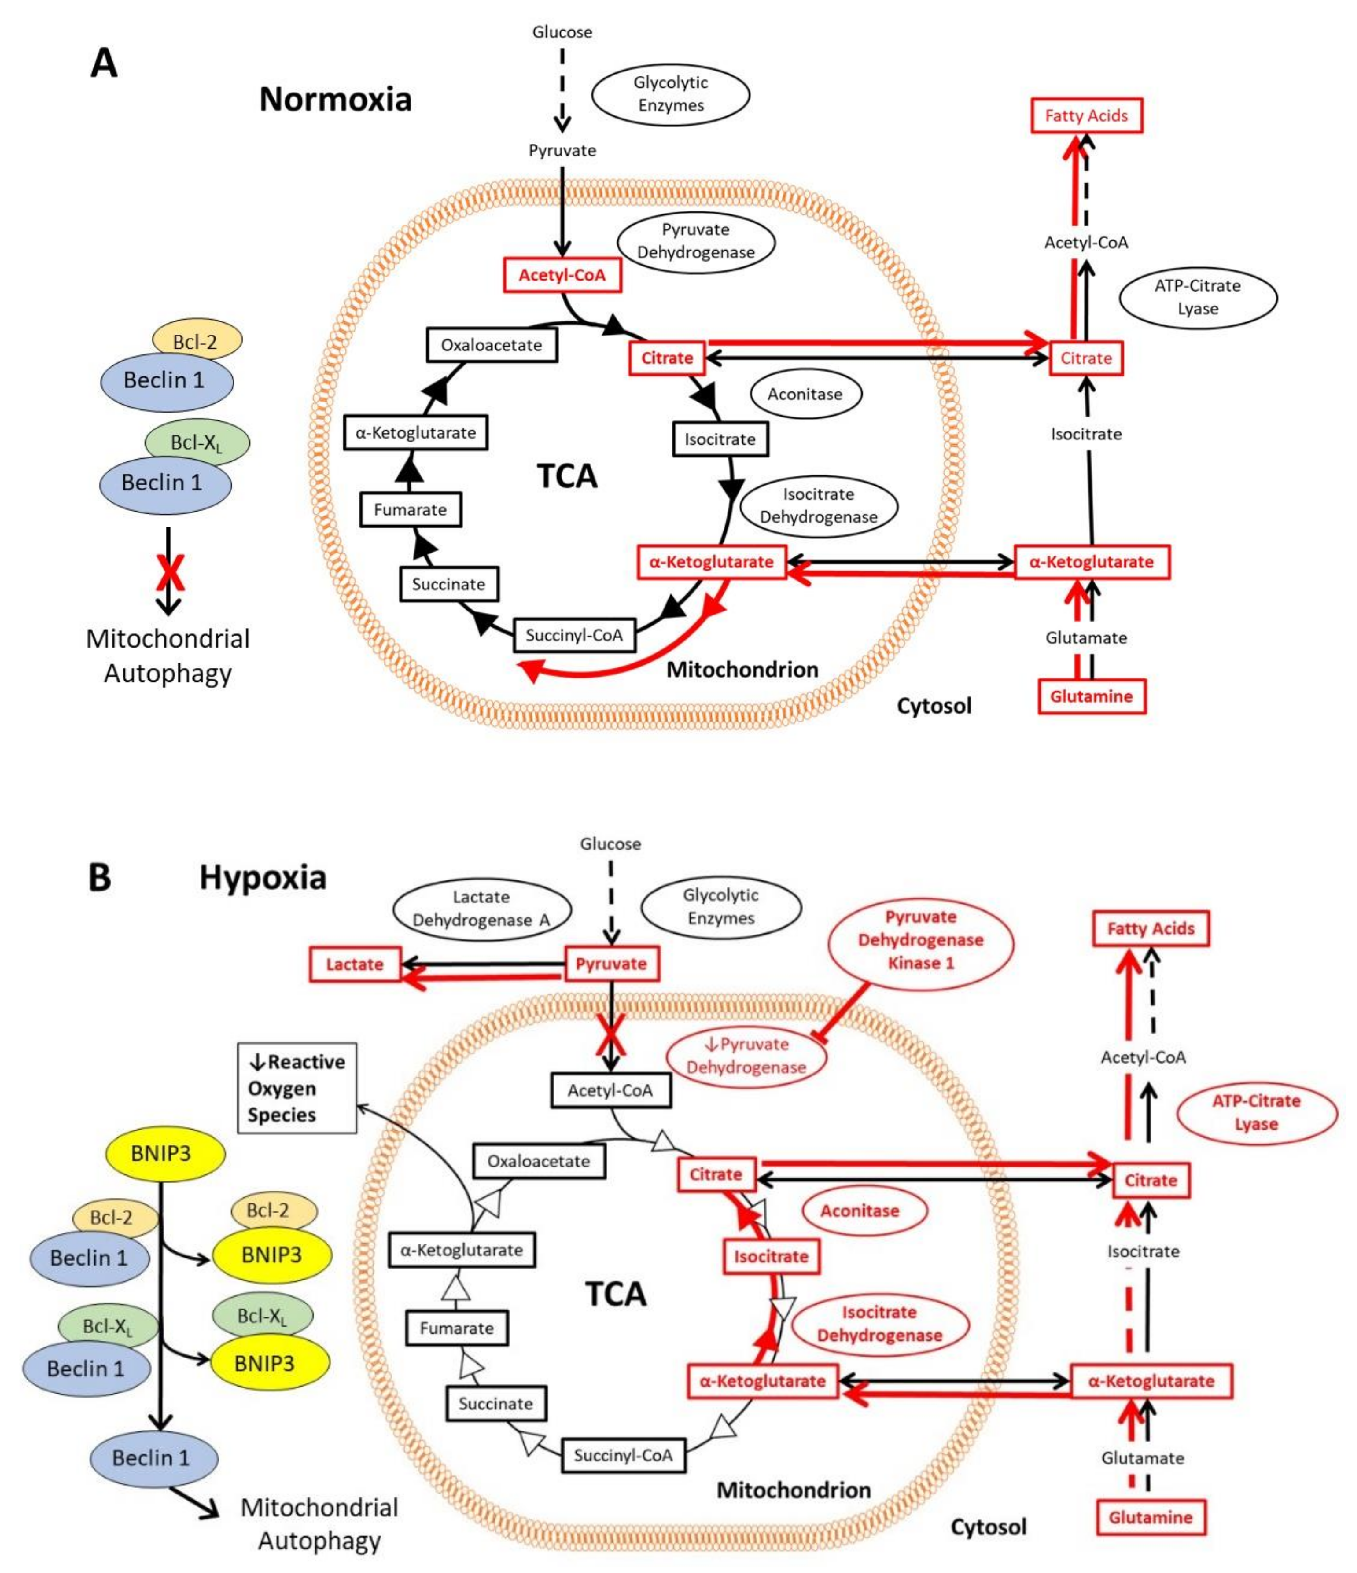 A
Normoxia
Glucose
Glycolytic
Enzymes
Pyruvate
Fatty Acids
Pyruvate
Dehydrogenase
Acetyl-CoA
Acetyl-CoA
ATP-Citrate
Lyase
Bcl-2
Beclin 1
Oxaloacetate
Citrate
Citrate
Aconitase
Bcl-XL
Beclin 1
α-Ketoglutarate
Isocitrate
Isocitrate
TCA
Isocitrate
Dehydrogenase
Fumarate
X
α-Ketoglutarate
α-Ketoglutarate
Succinate
Mitochondrial
Autophagy
Succinyl-CoA
Glutamate
Mitochondrion
Cytosol
Glutamine
B
Hypoxia
Glucose
Lactate
Dehydrogenase A
Glycolytic
Enzymes
Pyruvate
Dehydrogenase
Kinase 1
Fatty Acids
Lactate
Pyruvate
X
↓Pyruvate
Dehydrogenase
↓Reactive
Oxygen
Species
Acetyl-CoA
Acetyl-CoA
ATP-Citrate
Lyase
BNIP3
Oxaloacetate
Citrate
Citrate
Bcl-2
Beclin 1
Bcl-2
BNIP3
Aconitase
α-Ketoglutarate
Isocitrate
Isocitrate
TCA
Bcl-XL
Beclin 1
Bcl-XL
BNIP3
Fumarate
Isocitrate
Dehydrogenase
α-Ketoglutarate
α-Ketoglutarate
Succinate
Beclin 1
Succinyl-CoA
Glutamate
Mitochondrion
Mitochondrial
Autophagy
Cytosol
Glutamine